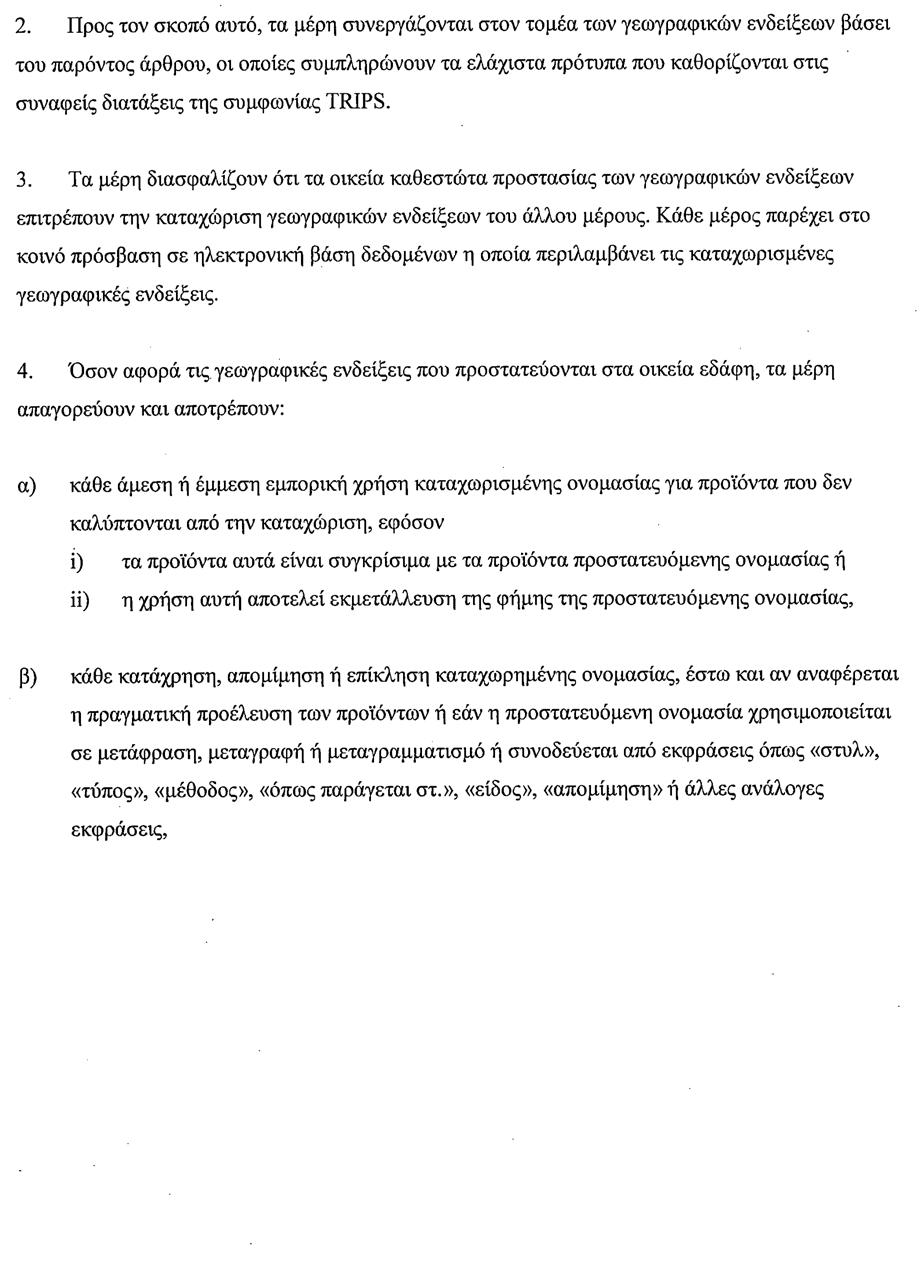 2. Προς τον σκοπό αυτό, τα μέρη συνεργάζονται στον τομέα των γεωγραφικών ενδείξεων βάσει
του παρόντος άρθρου, οι οποίες συμπληρώνουν τα ελάχιστα πρότυπα που καθορίζονται στις
συναφείς διατάξεις της συμφωνίας TRIPS.
3. Τα μέρη διασφαλίζουν ότι τα οικεία καθεστώτα προστασίας των γεωγραφικών ενδείξεων
επιτρέπουν την καταχώριση γεωγραφικών ενδείξεων του άλλου μέρους. Κάθε μέρος παρέχει στο
κοινό πρόσβαση σε ηλεκτρονική βάση δεδομένων η οποία περιλαμβάνει τις καταχωρισμένες
γεωγραφικές ενδείξεις.
4. Όσον αφορά τις γεωγραφικές ενδείξεις που προστατεύονται στα οικεία εδάφη, τα μέρη
απαγορεύουν και αποτρέπουν:
α) κάθε άμεση ή έμμεση εμπορική χρήση καταχωρισμένης ονομασίας για προϊόντα που δεν
καλύπτονται από την καταχώριση, εφόσον
i) τα προϊόντα αυτά είναι συγκρίσιμα με τα προϊόντα προστατευόμενης ονομασίας ή
ii) η χρήση αυτή αποτελεί εκμετάλλευση της φήμης της προστατευόμενης ονομασίας,
β) κάθε κατάχρηση, απομίμηση ή επίκληση καταχωρημένης ονομασίας, έστω και αν αναφέρεται
η πραγματική προέλευση των προϊόντων ή εάν η προστατευόμενη ονομασία χρησιμοποιείται
σε μετάφραση, μεταγραφή ή μεταγραμματισμό ή συνοδεύεται από εκφράσεις όπως «στυλ»,
«τύπος», «μέθοδος», «όπως παράγεται στ.», «είδος», «απομίμηση» ή άλλες ανάλογες
εκφράσεις,